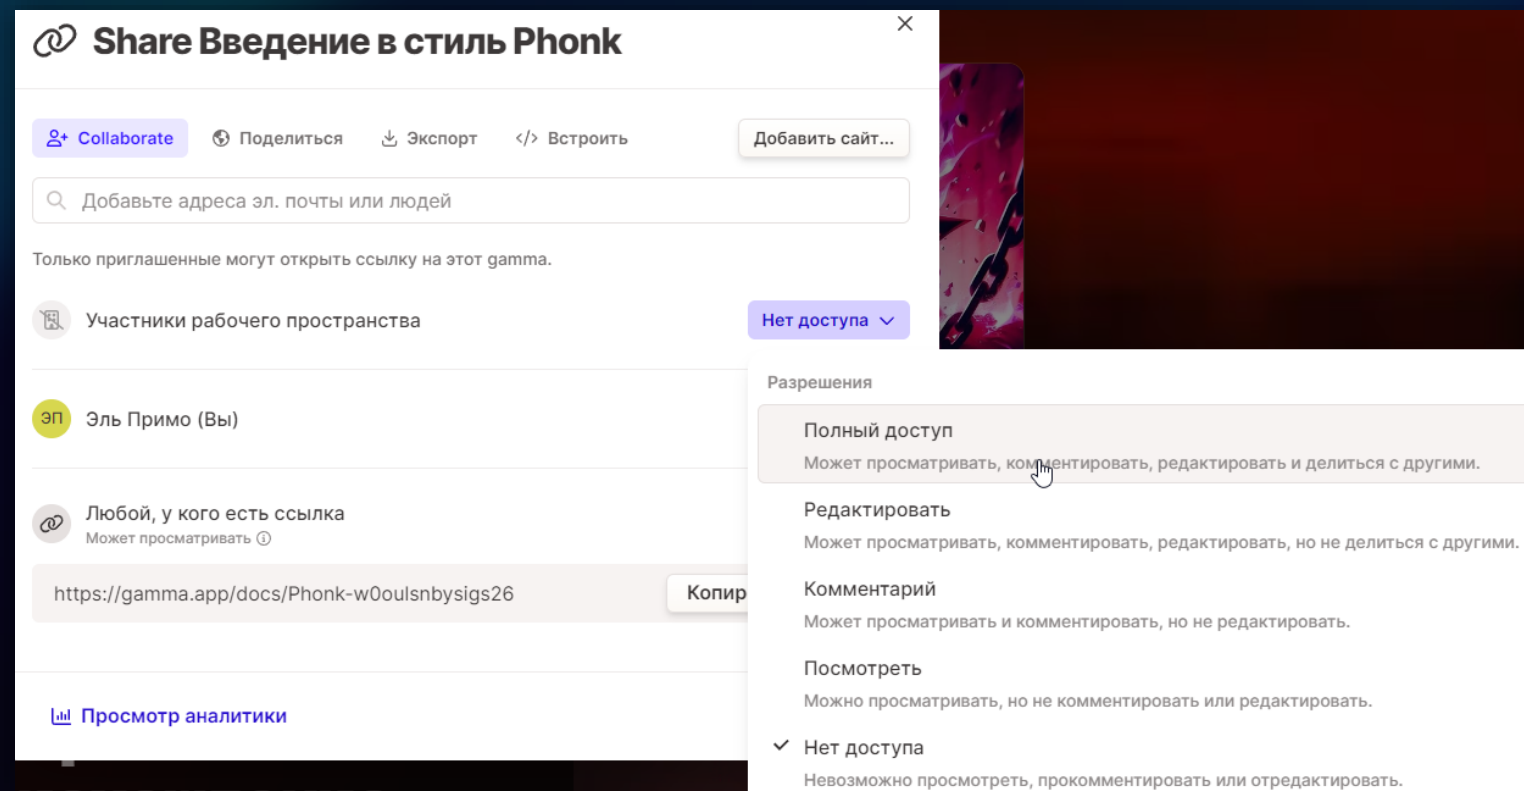 Share Введение в стиль Phonk
Collaborate Поделиться Экспорт </> Встроить Добавить сайт...
Добавьте адреса эл. почты или людей
Только приглашенные могут открыть ссылку на этот gamma.
Участники рабочего пространства Нет доступа
Разрешения
ЭП Эль Примо (Вы)
Полный доступ
Может просматривать, комментировать, редактировать и делиться с другими.
Любой, у кого есть ссылка
Может просматривать
Редактировать
Может просматривать, комментировать, редактировать, но не делиться с другими.
https://gamma.app/docs/Phonk-w0oulsnbysigs26 Копир
Комментарий
Может просматривать и комментировать, но не редактировать.
Посмотреть
Можно просматривать, но не комментировать или редактировать.
Просмотр аналитики
Нет доступа
Невозможно просмотреть, прокомментировать или отредактировать.